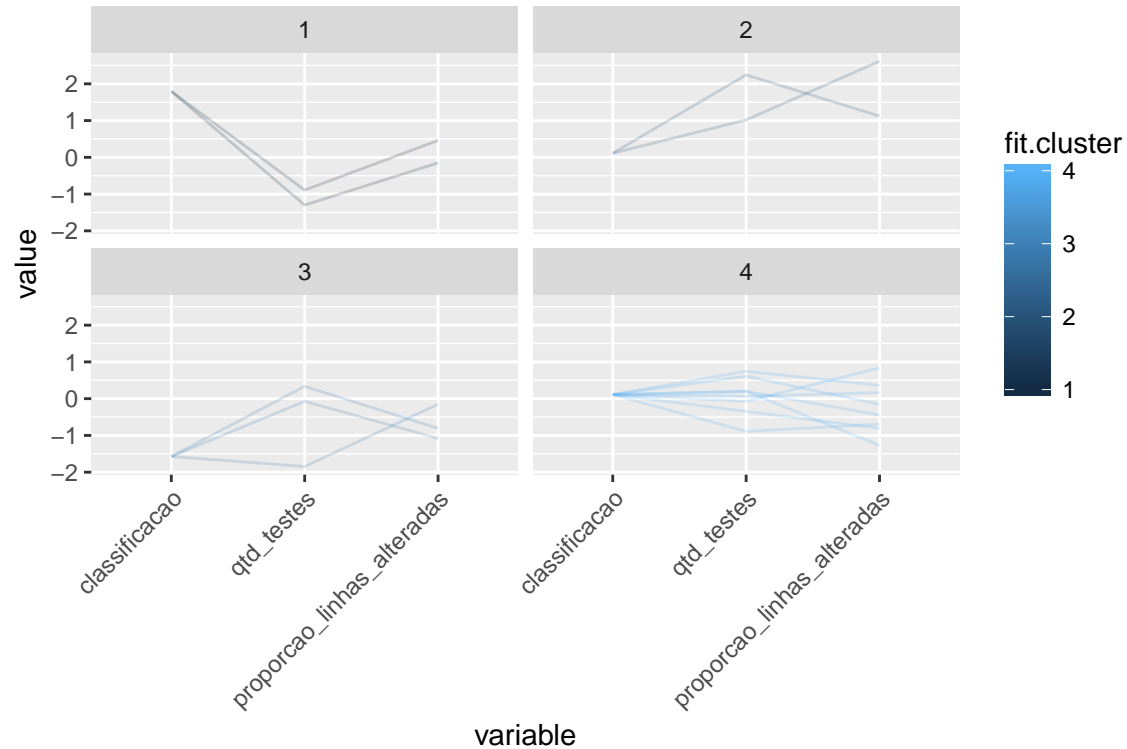 1
2
2
1
0
−1
−2
3
4
2
1
0
−1
−2
value
classificacao
qtd_testes
proporcao_linhas_alteradas
classificacao
qtd_testes
proporcao_linhas_alteradas
variable
fit.cluster
4
3
2
1